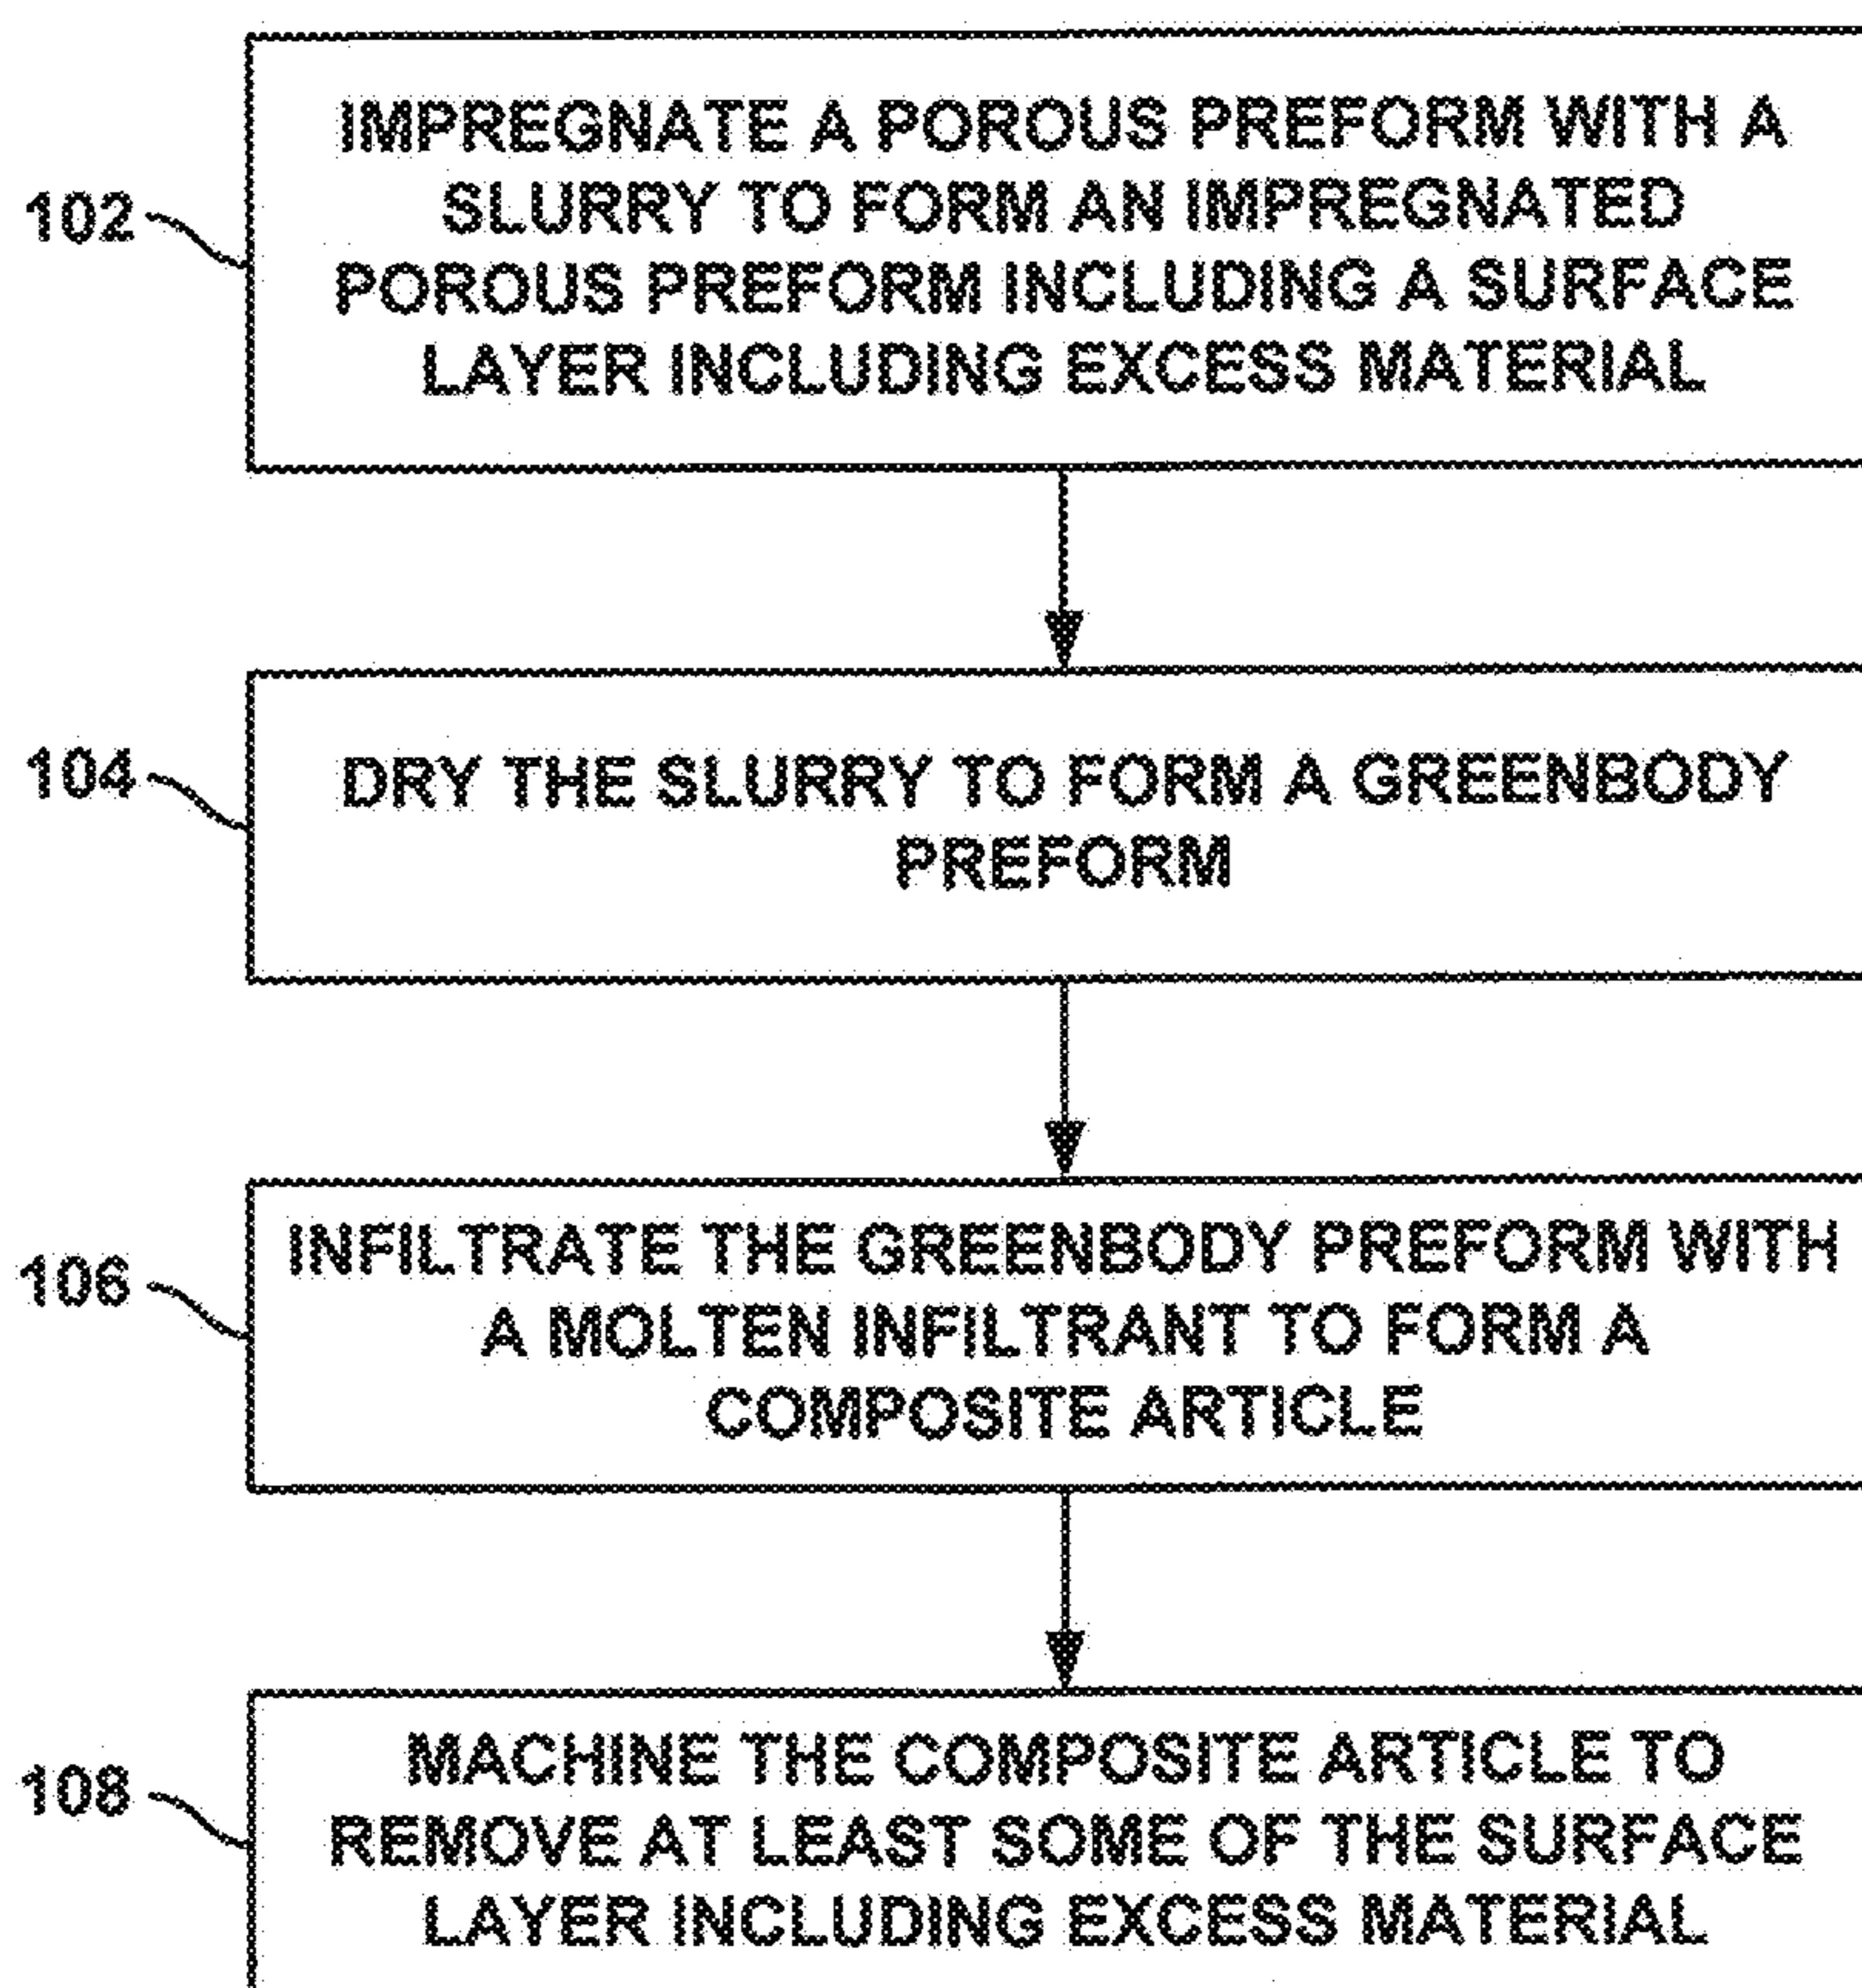 102
IMPREGNATE A POROUS PREFORM WITH A
SLURRY TO FORM AN IMPREGNATED
POROUS PREFORM INCLUDING A SURFACE
LAYER INCLUDING EXCESS MATERIAL
104
DRY THE SLURRY TO FORM A GREENBODY
PREFORM
106
INFILTRATE THE GREENBODY PREFORM WITH
A MOLTEN INFILTRANT TO FORM A
COMPOSITE ARTICLE
108
MACHINE THE COMPOSITE ARTICLE TO
REMOVE AT LEAST SOME OF THE SURFACE
LAYER INCLUDING EXCESS MATERIAL